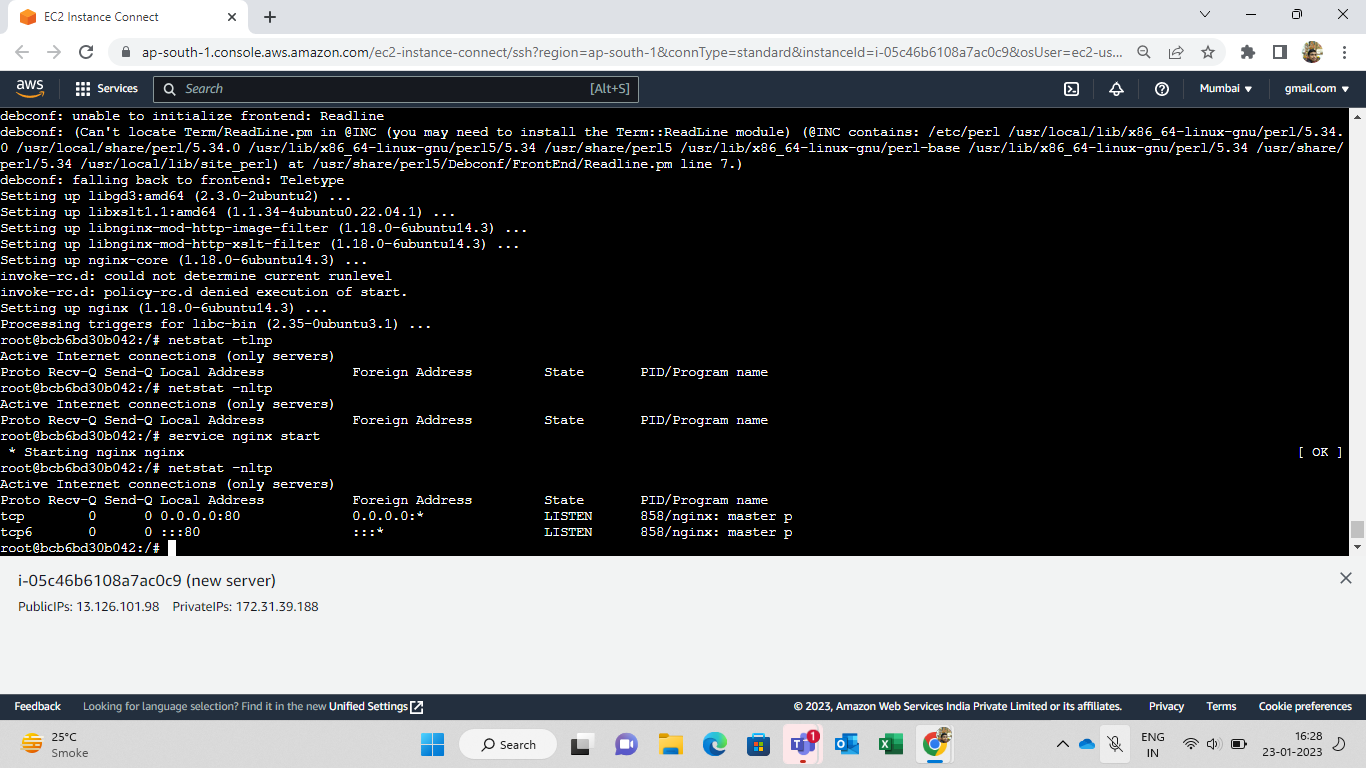 EC2 Instance Connect
ap-south-1.console.aws.amazon.com/ec2-instance-connect/ssh?region=ap-south-1&connType=standard&instanceId=i-05c46b6108a7ac0c9&osUser=ec2-us...
aws Services Search [Alt+S] Mumbai gmail.com
debconf: unable to initialize frontend: Readline
debconf: (Can't locate Term/ReadLine.pm in @INC (you may need to install the Term::ReadLine module) (@INC contains: /etc/perl /usr/local/lib/x86_64-linux-gnu/perl/5.34.
0 /usr/local/share/perl/5.34.0 /usr/lib/x86_64-linux-gnu/perl5/5.34 /usr/share/perl5 /usr/lib/x86_64-linux-gnu/perl-base /usr/lib/x86_64-linux-gnu/perl/5.34 /usr/share/
perl/5.34 /usr/local/lib/site_perl) at /usr/share/perl5/Debconf/FrontEnd/Readline.pm line 7.)
debconf: falling back to frontend: Teletype
Setting up libgd3:amd64 (2.3.0-2ubuntu2) ...
Setting up libxslt1.1:amd64 (1.1.34-4ubuntu0.22.04.1) ...
Setting up libnginx-mod-http-image-filter (1.18.0-6ubuntu14.3) ...
Setting up libnginx-mod-http-xslt-filter (1.18.0-6ubuntu14.3) ...
Setting up nginx-core (1.18.0-6ubuntu14.3) ...
invoke-rc.d: could not determine current runlevel
invoke-rc.d: policy-rc.d denied execution of start.
Setting up nginx (1.18.0-6ubuntu14.3) ...
Processing triggers for libc-bin (2.35-0ubuntu3.1) ...
root@bcb6bd30b042:/# netstat -tlnp
Active Internet connections (only servers)
Proto Recv-Q Send-Q Local Address Foreign Address State PID/Program name
root@bcb6bd30b042:/# netstat -nltp
Active Internet connections (only servers)
Proto Recv-Q Send-Q Local Address Foreign Address State PID/Program name
root@bcb6bd30b042:/# service nginx start
* Starting nginx nginx [ OK ]
root@bcb6bd30b042:/# netstat -nltp
Active Internet connections (only servers)
Proto Recv-Q Send-Q Local Address Foreign Address State PID/Program name
tcp 0 0 0.0.0.0:80 0.0.0.0:* LISTEN 858/nginx: master p
tcp6 0 0 :::80 :::* LISTEN 858/nginx: master p
root@bcb6bd30b042:/#
i-05c46b6108a7ac0c9 (new server)
PublicIPs: 13.126.101.98 PrivateIPs: 172.31.39.188
Feedback Looking for language selection? Find it in the new Unified Settings © 2023, Amazon Web Services India Private Limited or its affiliates. Privacy Terms Cookie preferences
25°C
Smoke
Search
1
ENG
IN
16:28
23-01-2023